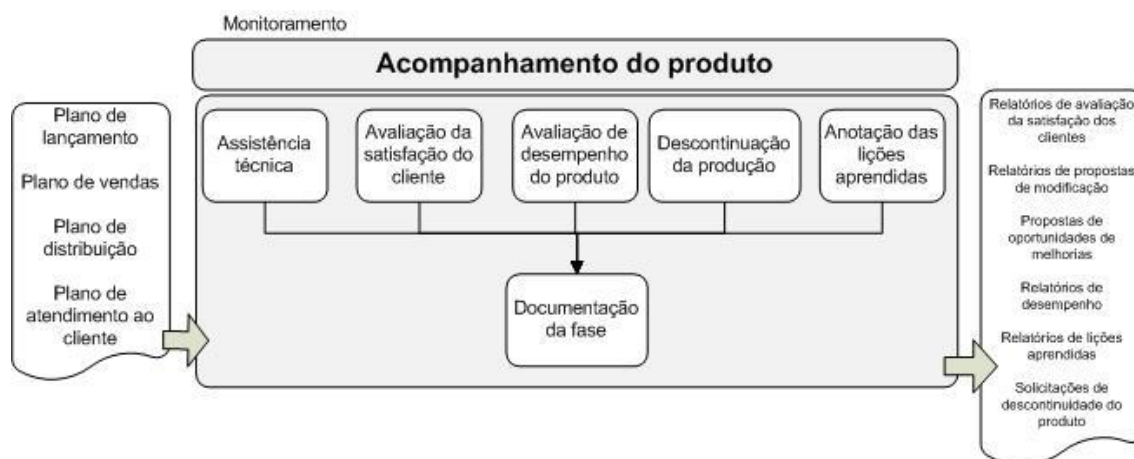 Monitoramento
Acompanhamento do produto
Plano de
lançamento
Plano de vendas
Plano de
distribuição
Plano de
atendimento ao
cliente
Assistência
técnica
Avaliação da
satisfação do
cliente
Avaliação de
desempenho
do produto
Descontinuação
da produção
Anotação das
lições
aprendidas
Documentação
da fase
Relatórios de avaliação
da satisfação dos
clientes
Relatórios de propostas
de modificação
Propostas de
oportunidades de
melhorias
Relatórios de
desempenho
Relatórios de lições
aprendidas
Solicitações de
descontinuidade do
produto